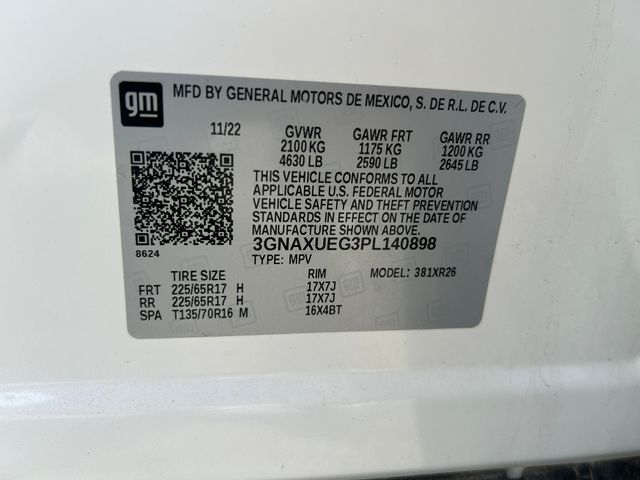 gm MFD BY GENERAL MOTORS DE MEXICO, S. DE R.L. DE C.V.
11/22 GVWR GAWR FRT GAWR RR
2100 KG 1175 KG 1200 KG
4630 LB 2590 LB 2645 LB
THIS VEHICLE CONFORMS TO ALL
APPLICABLE U.S. FEDERAL MOTOR
VEHICLE SAFETY AND THEFT PREVENTION
STANDARDS IN EFFECT ON THE DATE OF
MANUFACTURE SHOWN ABOVE.
8624 3GNAXUEG3PL140898
TYPE: MPV MODEL: 381XR26
TIRE SIZE RIM
FRT 225/65R17 H 17X7J
RR 225/65R17 H 17X7J
SPA T135/70R16 M 16X4BT